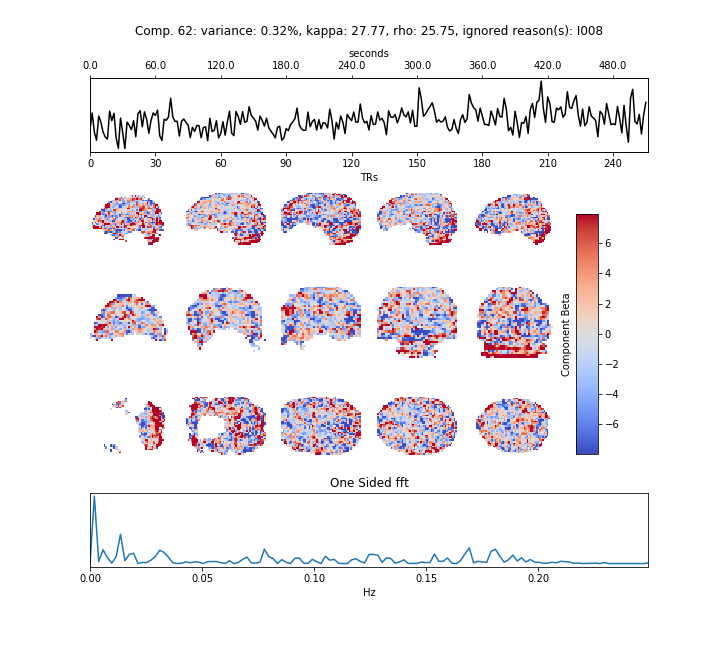 Comp. 62: variance: 0.32%, kappa: 27.77, rho: 25.75, ignored reason(s): I008
seconds
0.0 60.0 120.0 180.0 240.0 300.0 360.0 420.0 480.0
0 30 60 90 120 150 180 210 240
TRs
6
4
2
0
−2
−4
−6
Component Beta
One Sided fft
0.00 0.05 0.10 0.15 0.20
Hz